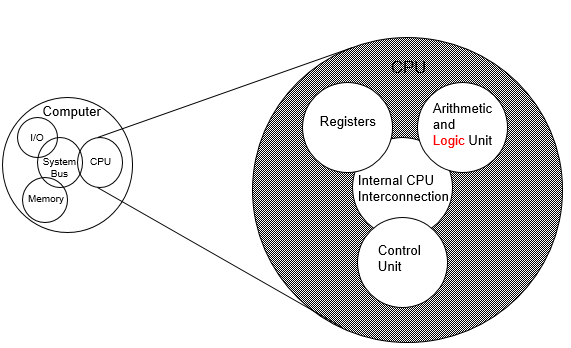 Computer
I/O
System
Bus
CPU
Memory
CPU
Registers
Arithmetic
and
Logic Unit
Internal CPU
Interconnection
Control
Unit